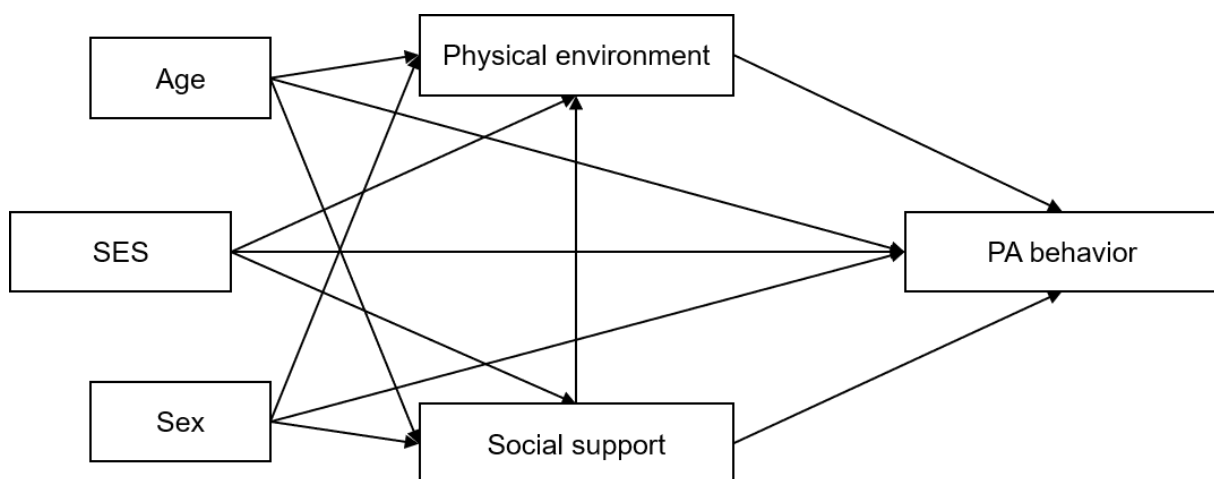 Age
Physical environment
SES
PA behavior
Sex
Social support